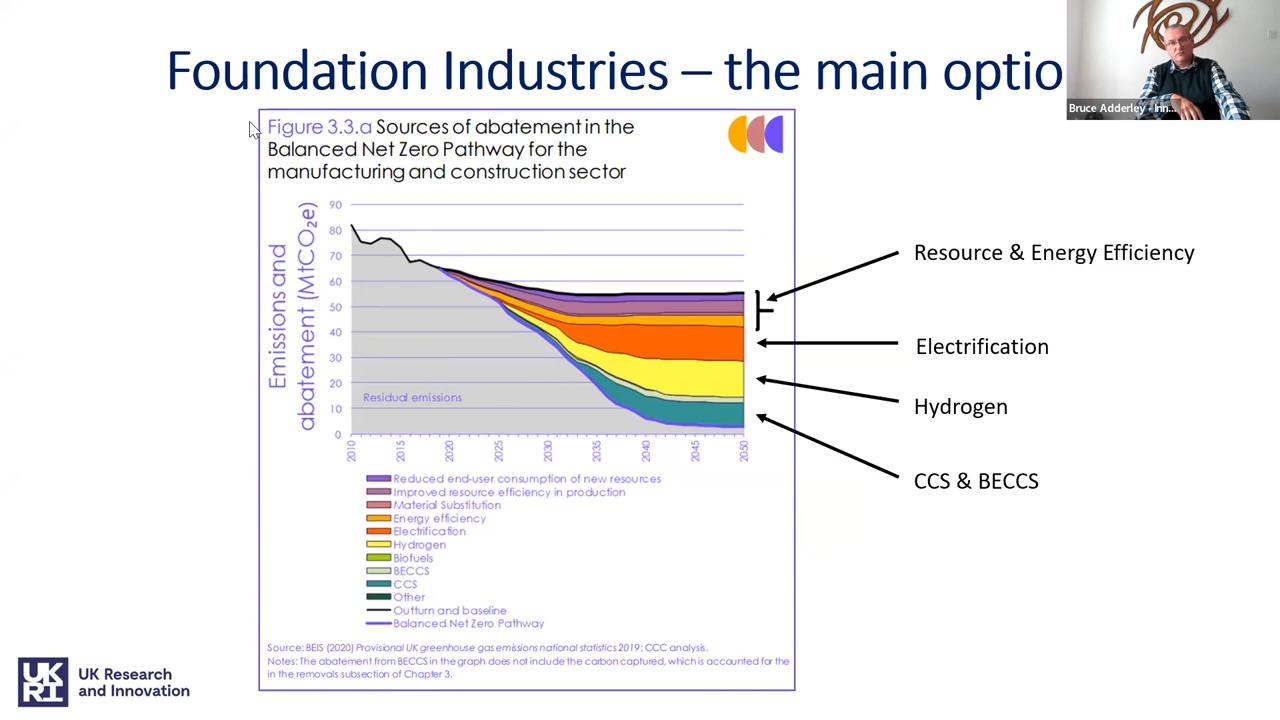 Foundation Industries – the main optio
Bruce Adderley - Inn...
Figure 3.3.a Sources of abatement in the
Balanced Net Zero Pathway for the
manufacturing and construction sector
Emissions and
abatement (MtCO₂e)
90
80
70
60
50
40
30
20
10
0
Residual emissions
2010
2015
2020
2025
2030
2035
2040
2045
2050
Resource & Energy Efficiency
Electrification
Hydrogen
CCS & BECCS
Reduced end-user consumption of new resources
Improved resource efficiency in production
Material Substitution
Energy efficiency
Electrification
Hydrogen
Biofuels
BECCS
CCS
Other
Outturn and baseline
Balanced Net Zero Pathway
Source: BEIS (2020) Provisional UK greenhouse gas emissions national statistics 2019; CCC analysis.
Notes: The abatement from BECCS in the graph does not include the carbon captured, which is accounted for the
in the removals subsection of Chapter 3.
UK
RI
UK Research
and Innovation